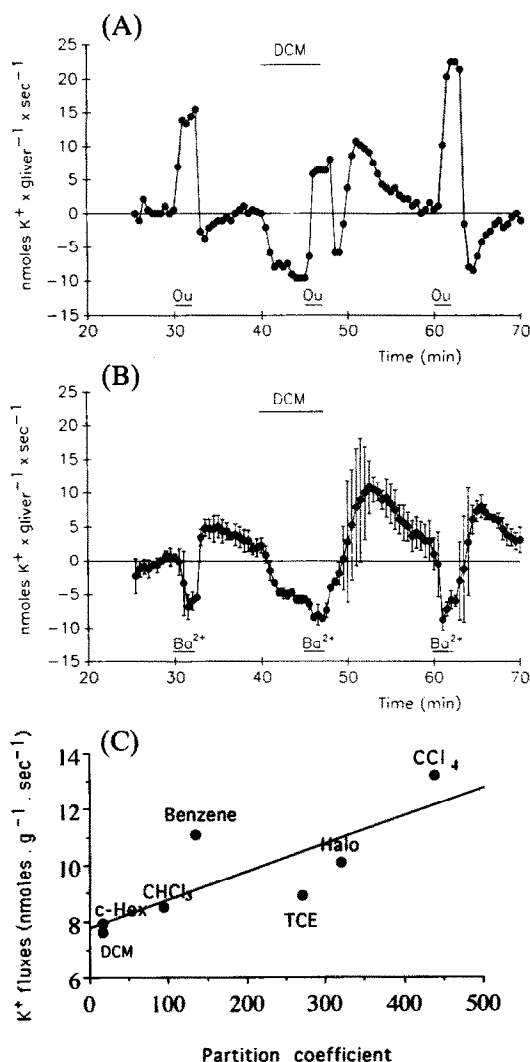 (A)
DCM
nmoles K⁺ x gliver⁻¹ x sec⁻¹
25
20
15
10
5
0
-5
-10
-15
Ou Ou Ou
20 30 40 50 60 70
Time (min)
(B)
DCM
nmoles K⁺ x gliver⁻¹ x sec⁻¹
25
20
15
10
5
0
-5
-10
-15
Ba²⁺ Ba²⁺ Ba²⁺
20 30 40 50 60 70
Time (min)
(C)
K⁺ fluxes (nmoles . g⁻¹ . sec⁻¹)
14
12
10
8
6
CCl₄
Benzene
Halo
CHCl₃
c-Hex
TCE
DCM
0 100 200 300 400 500
Partition coefficient